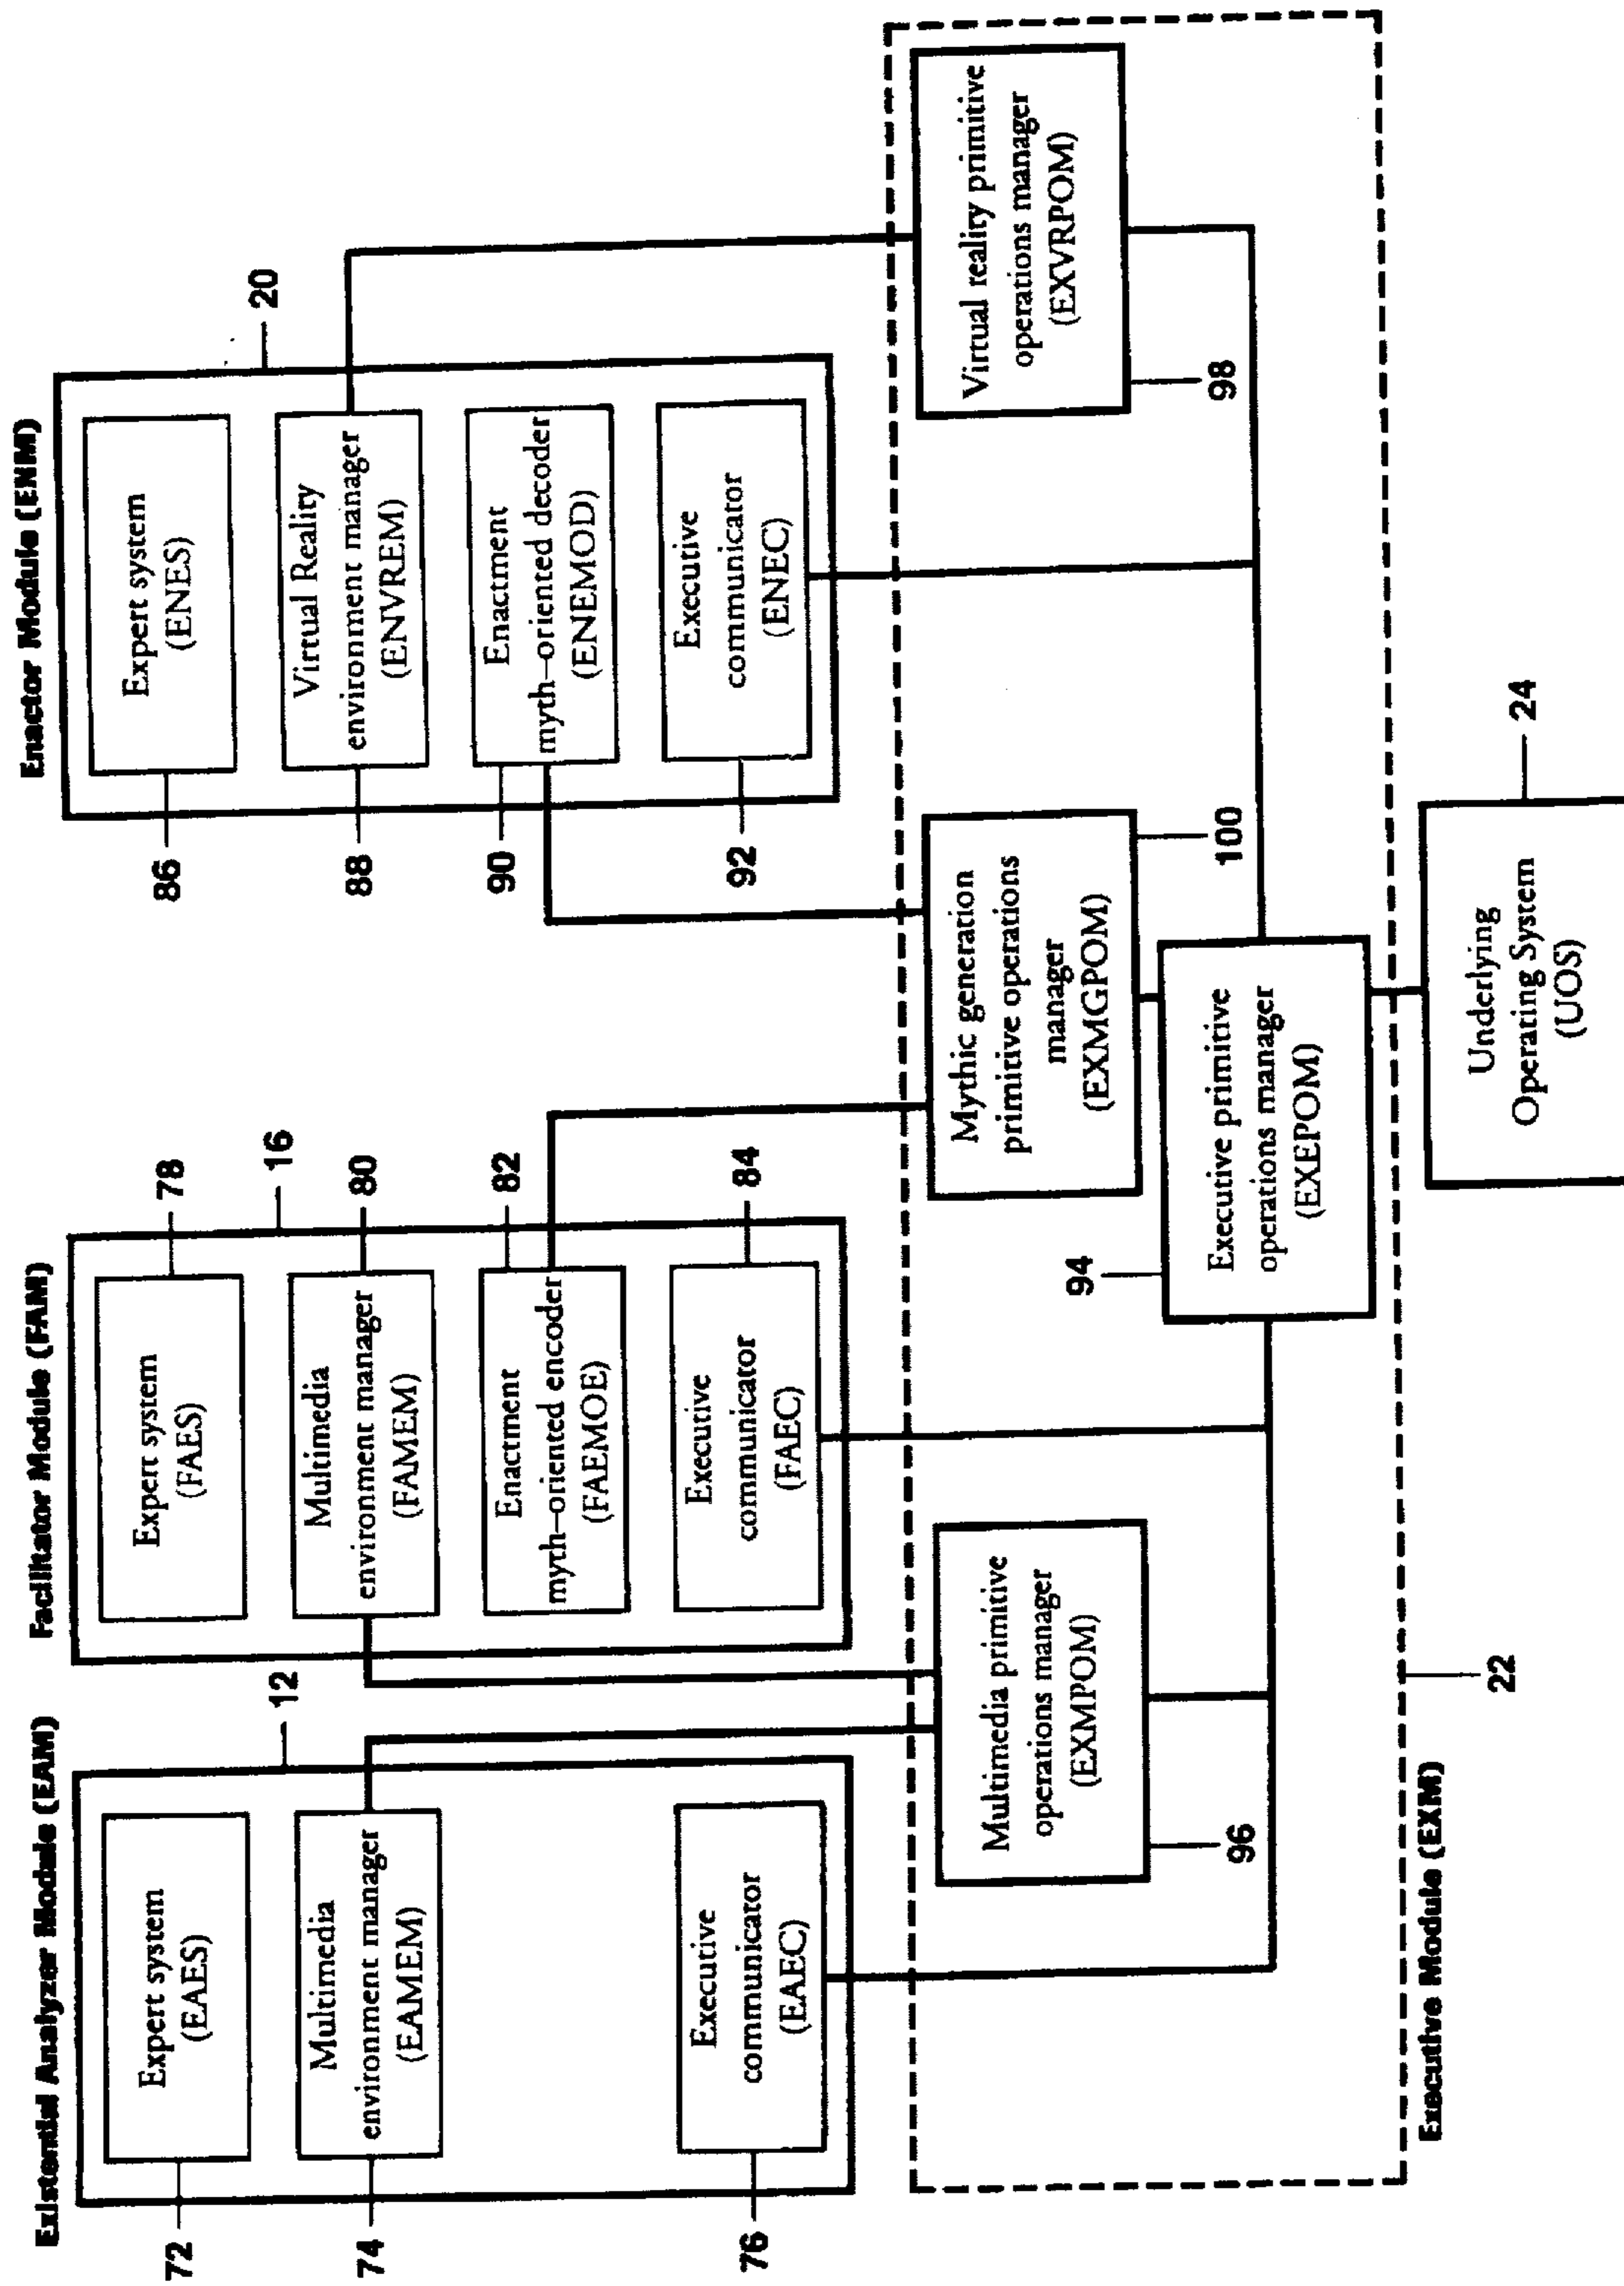 Existential Analyzer Module (EAM)
12
72
Expert system
(EAES)
74
Multimedia
environment manager
(EAMEM)
76
Executive
communicator
(EAEC)
Facilitator Module (FAM)
16
Expert system
(FAES)
78
Multimedia
environment manager
(FAMEM)
80
Enactment
myth-oriented encoder
(FAEMOE)
82
Executive
communicator
(FAEC)
84
Enactor Module (ENM)
20
86
Expert system
(ENES)
88
Virtual Reality
environment manager
(ENVREM)
90
Enactment
myth-oriented decoder
(ENEMOD)
92
Executive
communicator
(ENEC)
Multimedia primitive
operations manager
(EXMPOM)
96
Mythic generation
primitive operations
manager
(EXMGPOM)
100
Virtual reality primitive
operations manager
(EXVRPOM)
98
94
Executive primitive
operations manager
(EXEPOM)
Executive Module (EXM)
22
Underlying
Operating System
(UOS)
24